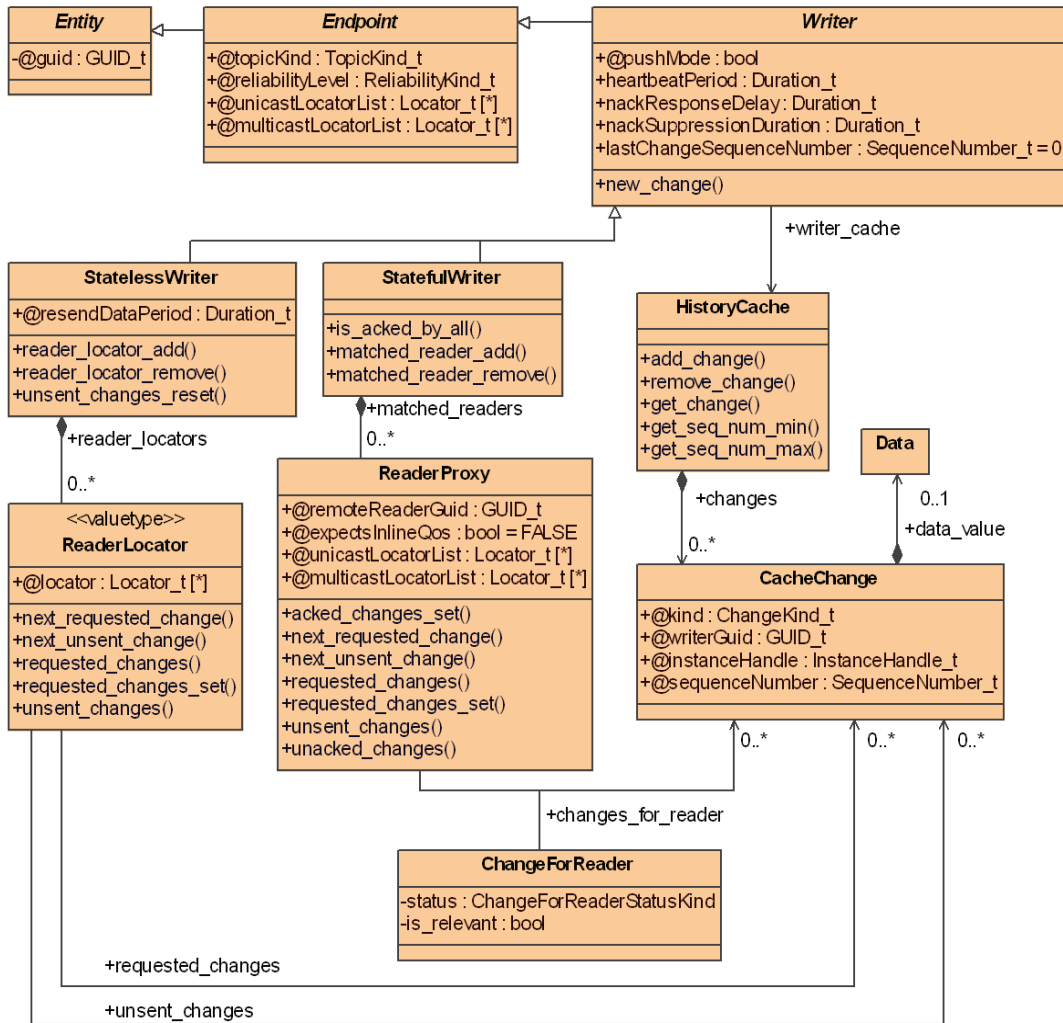 Entity
-@guid : GUID_t
Endpoint
+@topicKind : TopicKind_t
+@reliabilityLevel : ReliabilityKind_t
+@unicastLocatorList : Locator_t [*]
+@multicastLocatorList : Locator_t [*]
Writer
+@pushMode : bool
+heartbeatPeriod : Duration_t
+nackResponseDelay : Duration_t
+nackSuppressionDuration : Duration_t
+lastChangeSequenceNumber : SequenceNumber_t = 0
+new_change()
+writer_cache
StatelessWriter
+@resendDataPeriod : Duration_t
+reader_locator_add()
+reader_locator_remove()
+unsent_changes_reset()
+reader_locators
0..*
StatefulWriter
+is_acked_by_all()
+matched_reader_add()
+matched_reader_remove()
+matched_readers
0..*
HistoryCache
+add_change()
+remove_change()
+get_change()
+get_seq_num_min()
+get_seq_num_max()
+changes
0..*
Data
0..1
+data_value
<<valuetype>>
ReaderLocator
+@locator : Locator_t [*]
+next_requested_change()
+next_unsent_change()
+requested_changes()
+requested_changes_set()
+unsent_changes()
ReaderProxy
+@remoteReaderGuid : GUID_t
+@expectsInlineQos : bool = FALSE
+@unicastLocatorList : Locator_t [*]
+@multicastLocatorList : Locator_t [*]
+acked_changes_set()
+next_requested_change()
+next_unsent_change()
+requested_changes()
+requested_changes_set()
+unsent_changes()
+unacked_changes()
CacheChange
+@kind : ChangeKind_t
+@writerGuid : GUID_t
+@instanceHandle : InstanceHandle_t
+@sequenceNumber : SequenceNumber_t
0..*
0..*
0..*
+changes_for_reader
ChangeForReader
-status : ChangeForReaderStatusKind
-is_relevant : bool
+requested_changes
+unsent_changes